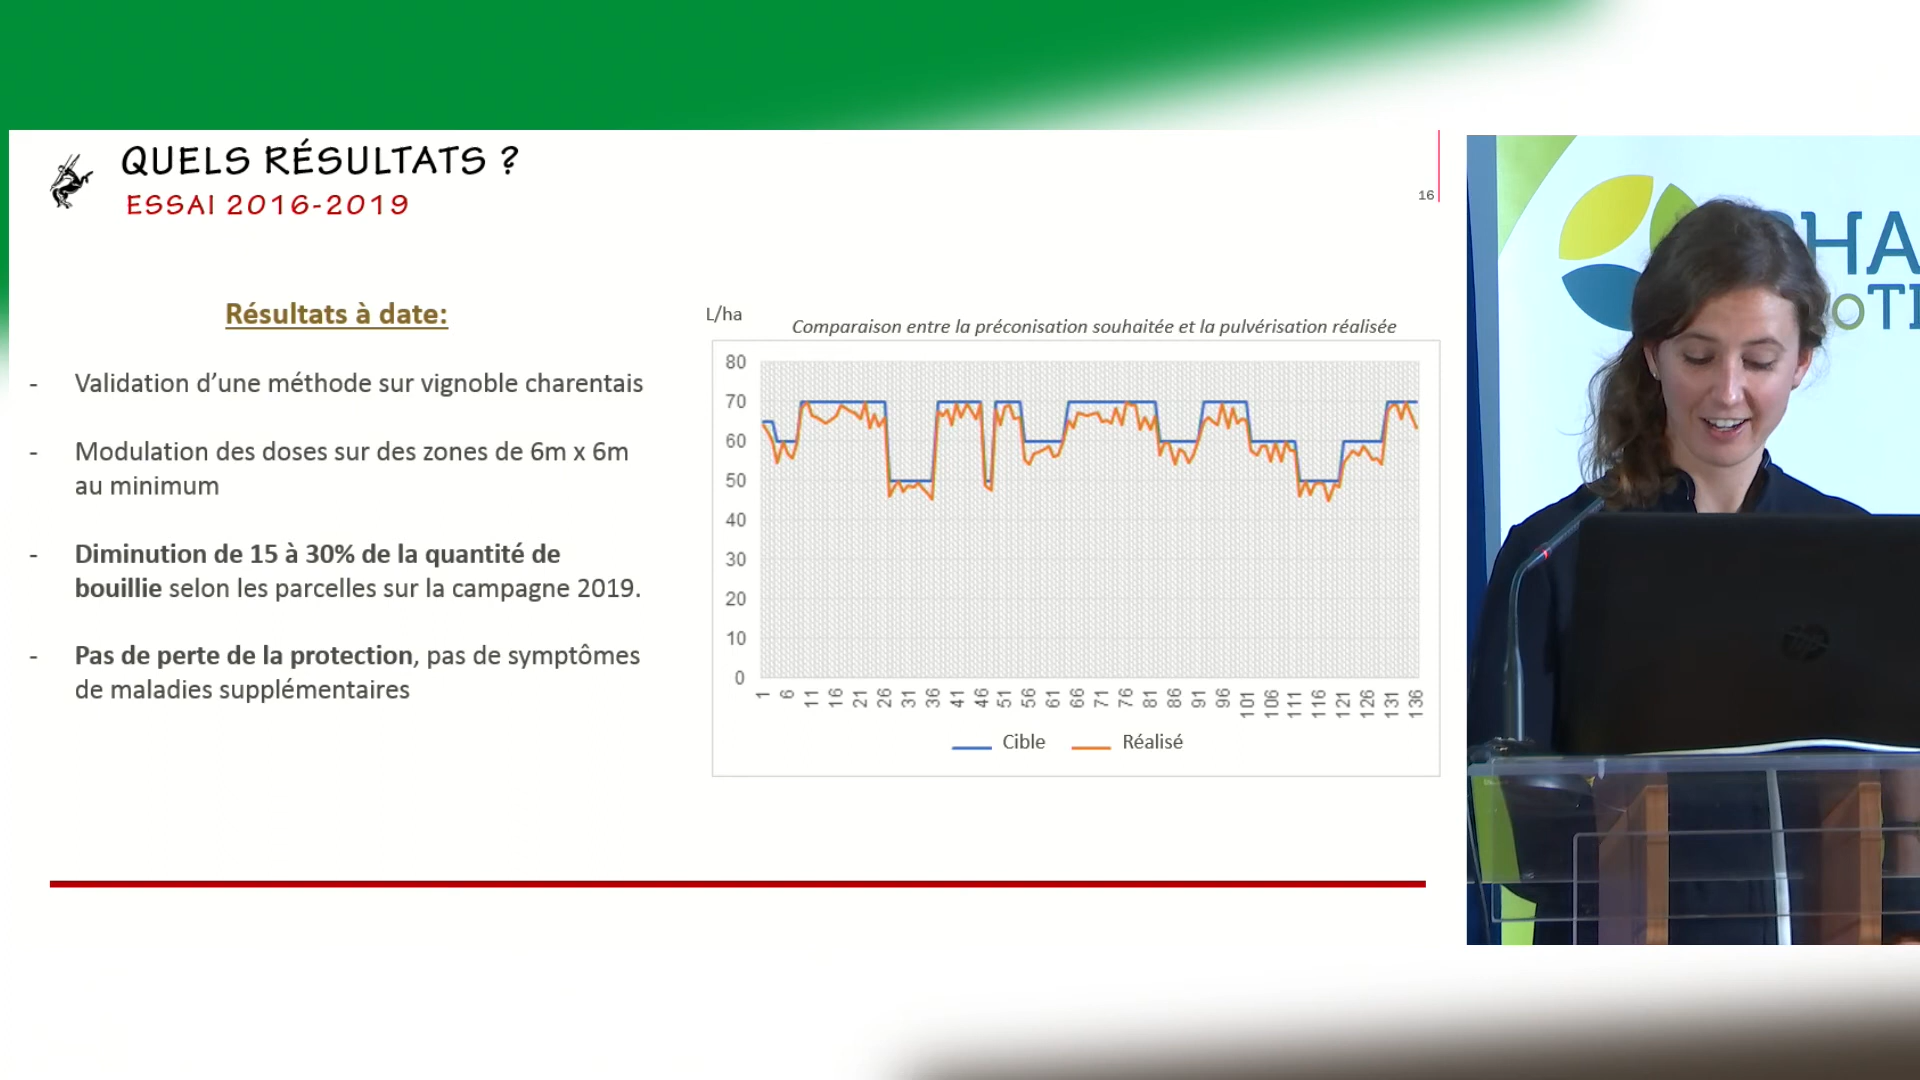 QUELS RÉSULTATS ?
ESSAI 2016-2019
16
Résultats à date:
- Validation d’une méthode sur vignoble charentais
- Modulation des doses sur des zones de 6m x 6m
au minimum
- Diminution de 15 à 30% de la quantité de
bouillie selon les parcelles sur la campagne 2019.
- Pas de perte de la protection, pas de symptômes
de maladies supplémentaires
L/ha
Comparaison entre la préconisation souhaitée et la pulvérisation réalisée
80
70
60
50
40
30
20
10
0
1 6 11 16 21 26 31 36 41 46 51 56 61 66 71 76 81 86 91 96 101 106 111 116 121 126 131 136
Cible Réalisé